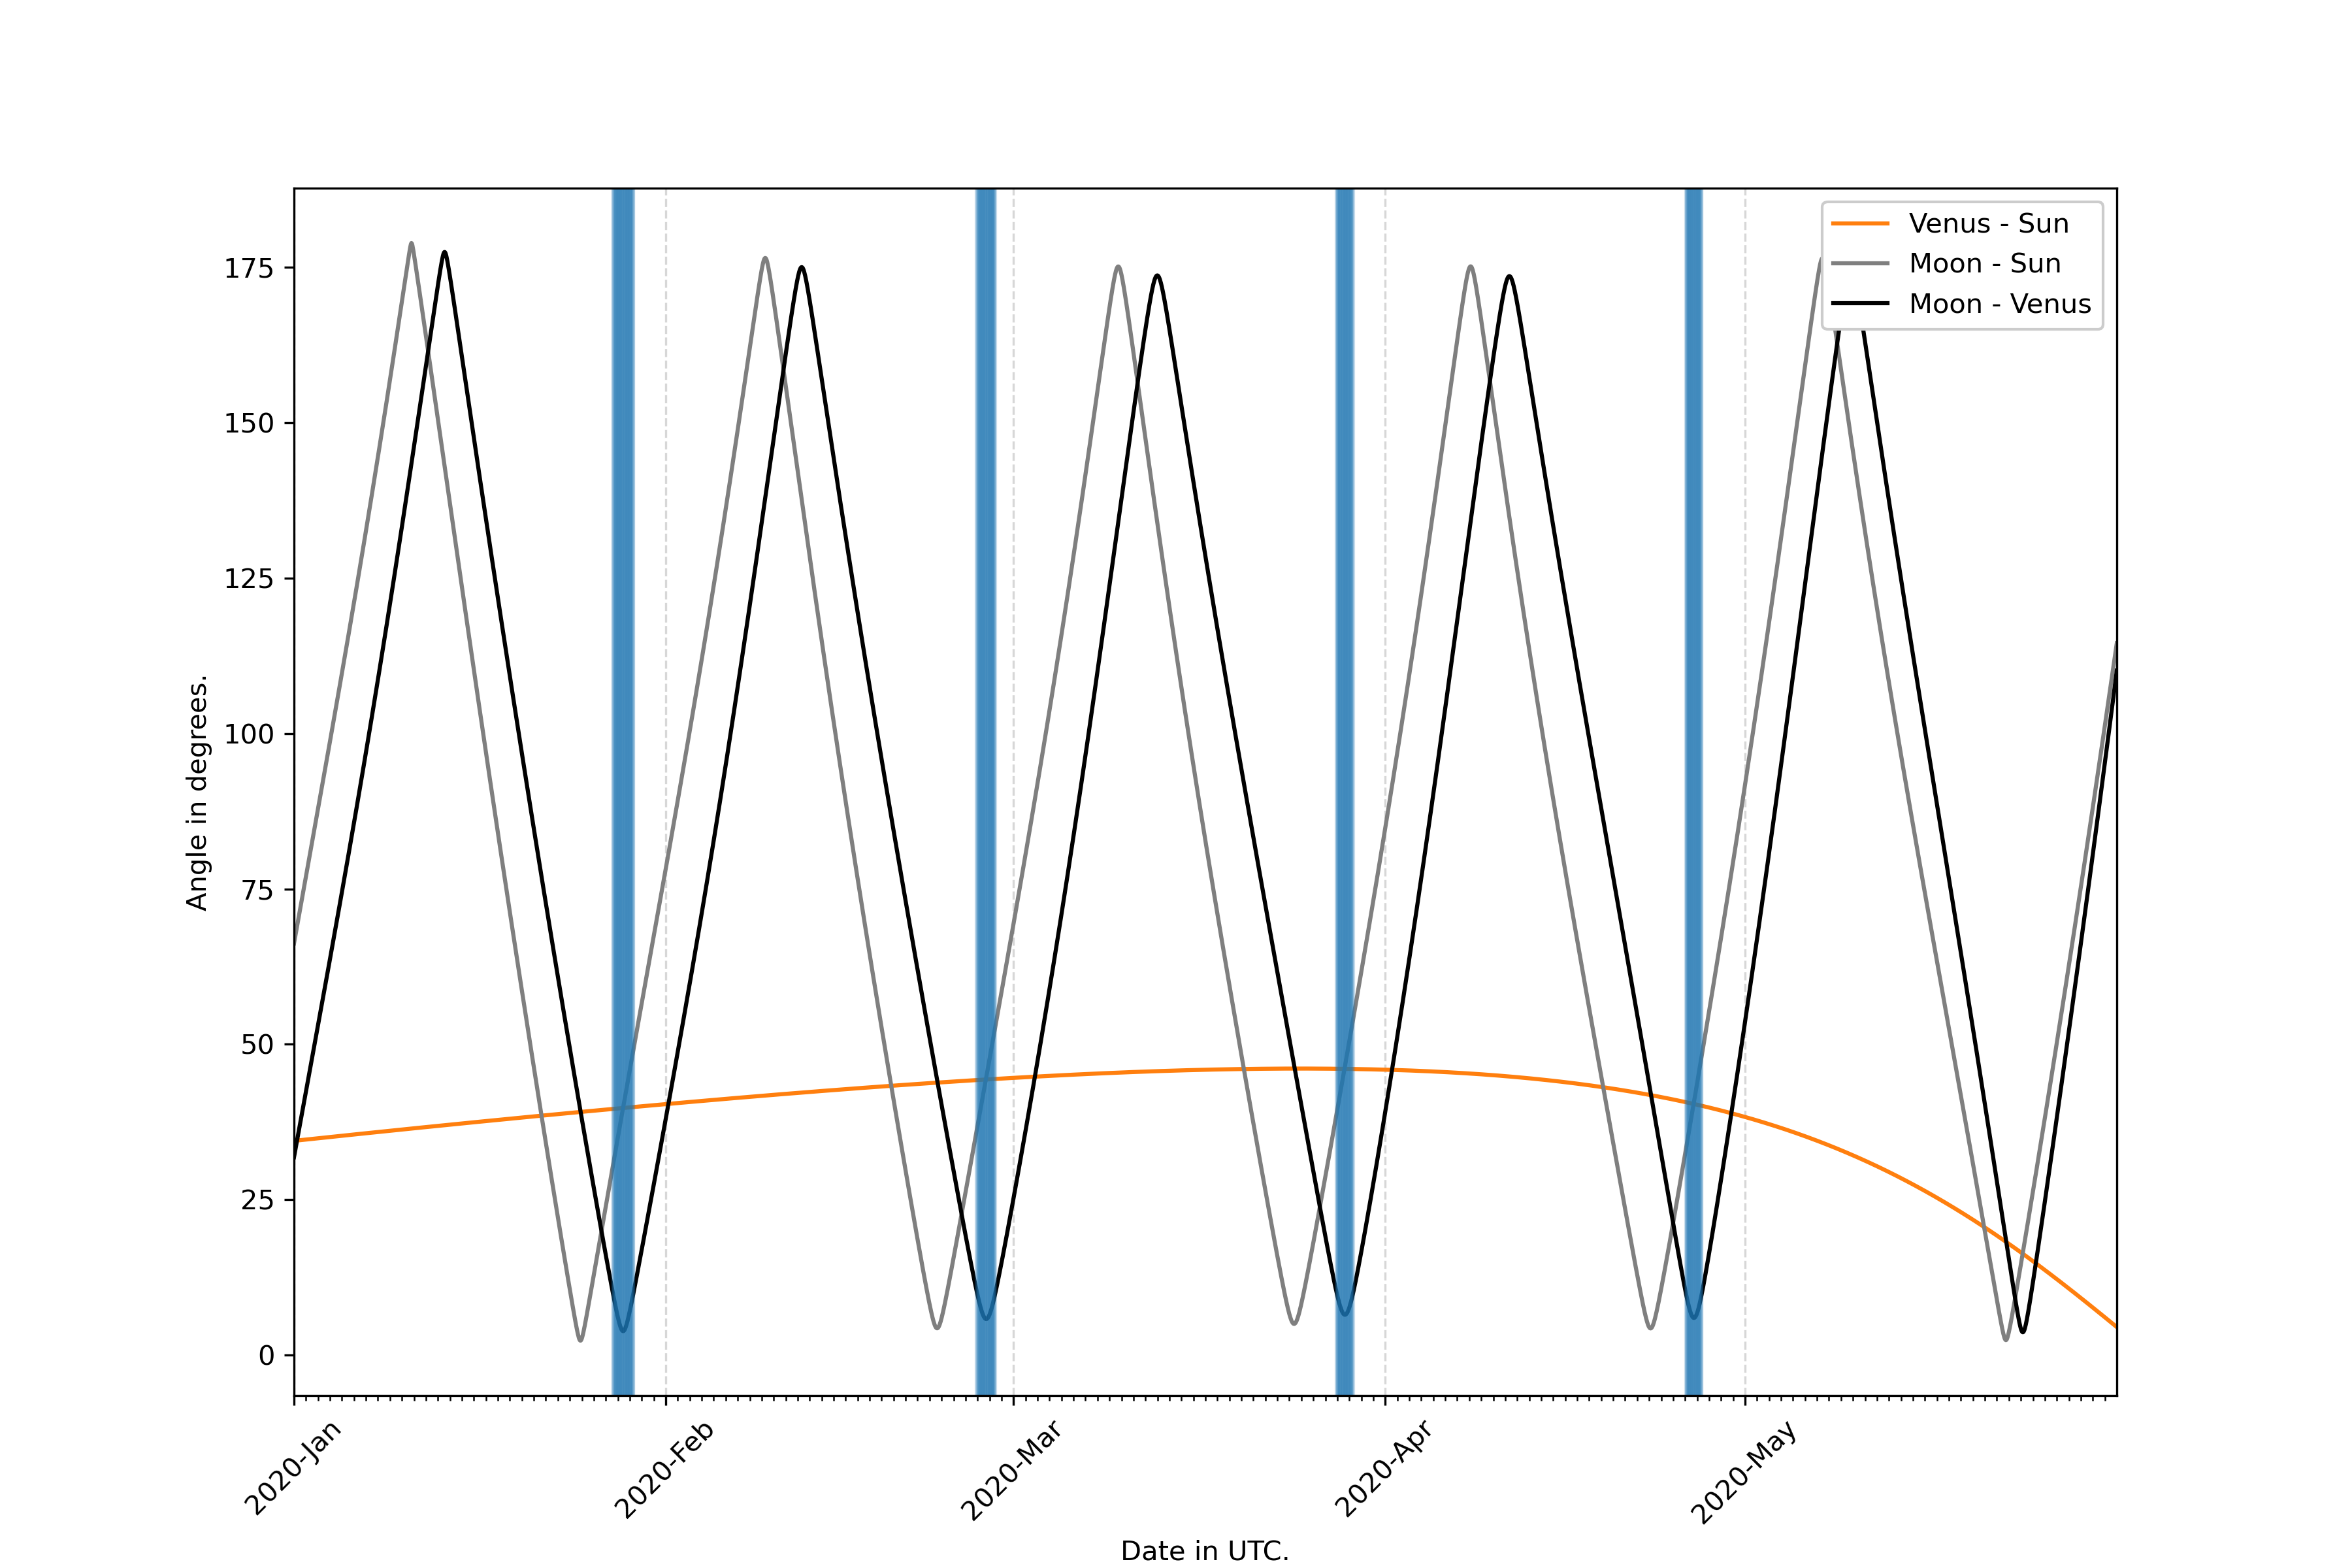 Venus - Sun
Moon - Sun
Moon - Venus
175
150
125
100
75
50
25
0
Angle in degrees.
2020-Jan
2020-Feb
2020-Mar
2020-Apr
2020-May
Date in UTC.